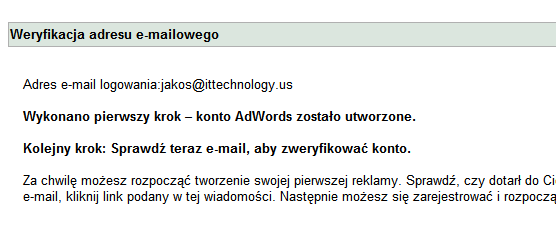 Weryfikacja adresu e-mailowego
Adres e-mail logowania:jakos@ittechnology.us
Wykonano pierwszy krok – konto AdWords zostało utworzone.
Kolejny krok: Sprawdź teraz e-mail, aby zweryfikować konto.
Za chwilę możesz rozpocząć tworzenie swojej pierwszej reklamy. Sprawdź, czy dotarł do
e-mail, kliknij link podany w tej wiadomości. Następnie możesz się zarejestrować i